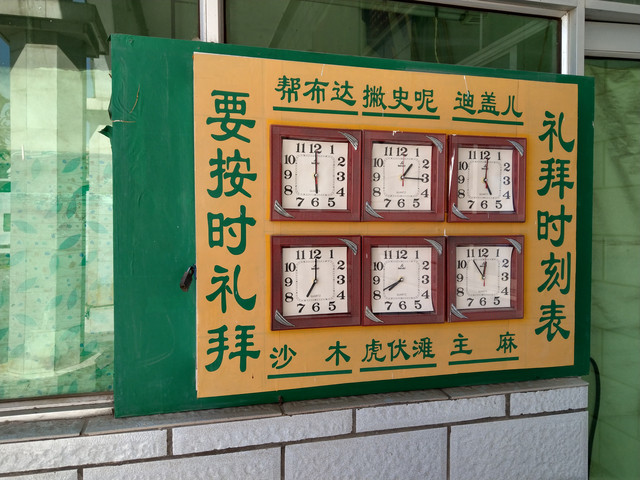 帮布达 撇史呢 迪盖儿
要按时礼拜
礼拜时刻表
沙 木 虎伏滩 主 麻